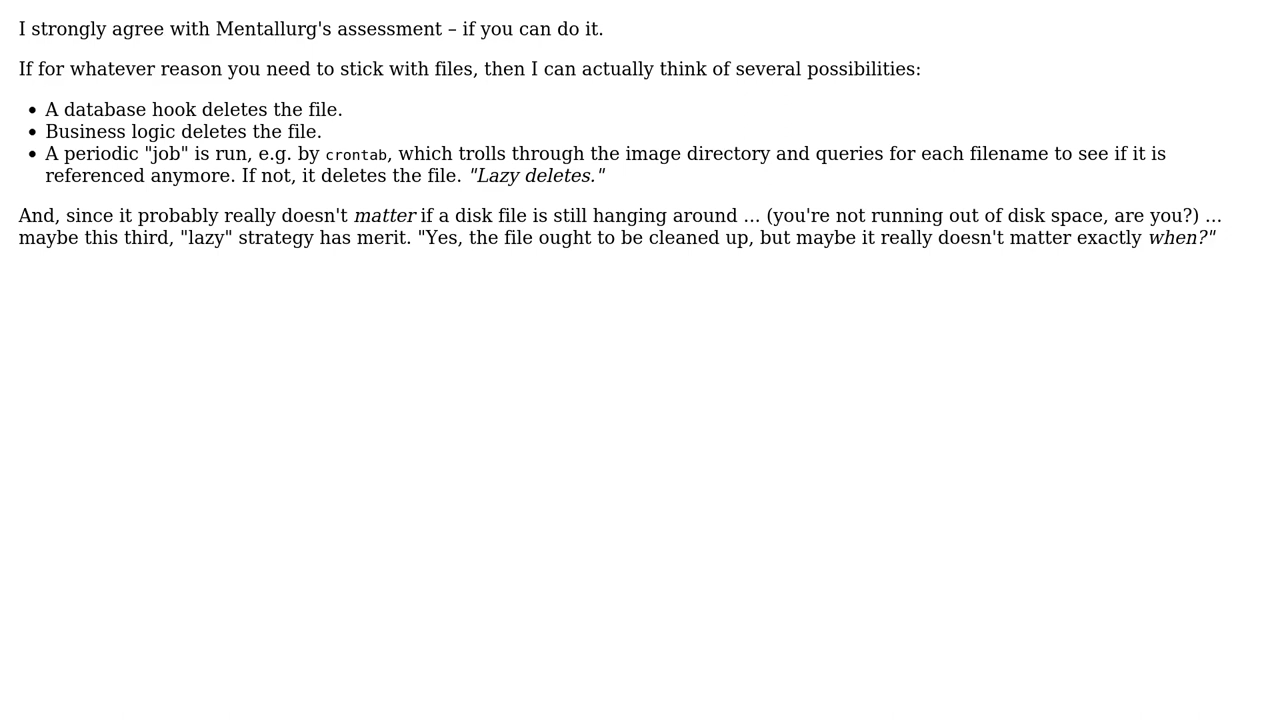 I strongly agree with Mentallurg's assessment – if you can do it.
If for whatever reason you need to stick with files, then I can actually think of several possibilities:
• A database hook deletes the file.
• Business logic deletes the file.
• A periodic "job" is run, e.g. by crontab, which trolls through the image directory and queries for each filename to see if it is
referenced anymore. If not, it deletes the file. "Lazy deletes."
And, since it probably really doesn't matter if a disk file is still hanging around ... (you're not running out of disk space, are you?) ...
maybe this third, "lazy" strategy has merit. "Yes, the file ought to be cleaned up, but maybe it really doesn't matter exactly when?"